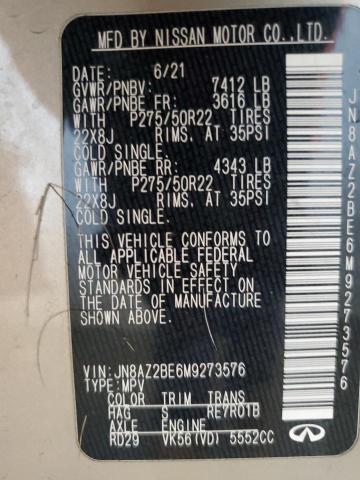 MFD BY NISSAN MOTOR CO.,LTD.
DATE: 6/21
GVWR/PNBV: 7412 LB
GAWR/PNBE FR: 3616 LB
WITH P275/50R22 TIRES
22X8J RIMS, AT 35PSI
COLD SINGLE.
GAWR/PNBE RR: 4343 LB
WITH P275/50R22 TIRES
22X8J RIMS, AT 35PSI
COLD SINGLE.
THIS VEHICLE CONFORMS TO
ALL APPLICABLE FEDERAL
MOTOR VEHICLE SAFETY
STANDARDS IN EFFECT ON
THE DATE OF MANUFACTURE
SHOWN ABOVE.
VIN: JN8AZ2BE6M9273576
TYPE: MPV
COLOR TRIM TRANS
HAG S RE7R01B
AXLE ENGINE
RD29 VK56(VD) 5552CC
JN8AZ2BE6M9273576
INFINITI